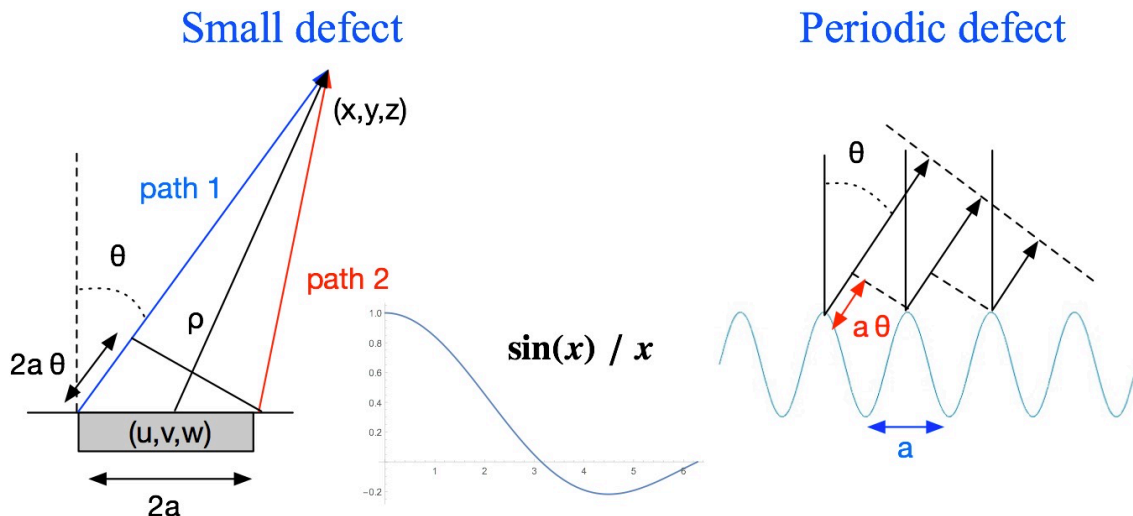 Small defect
(x,y,z)
path 1
θ
path 2
ρ
2a θ
(u,v,w)
2a
1.0
0.8
0.6
0.4
0.2
-0.2
1
2
3
4
5
6
sin(x) / x
Periodic defect
θ
a θ
a